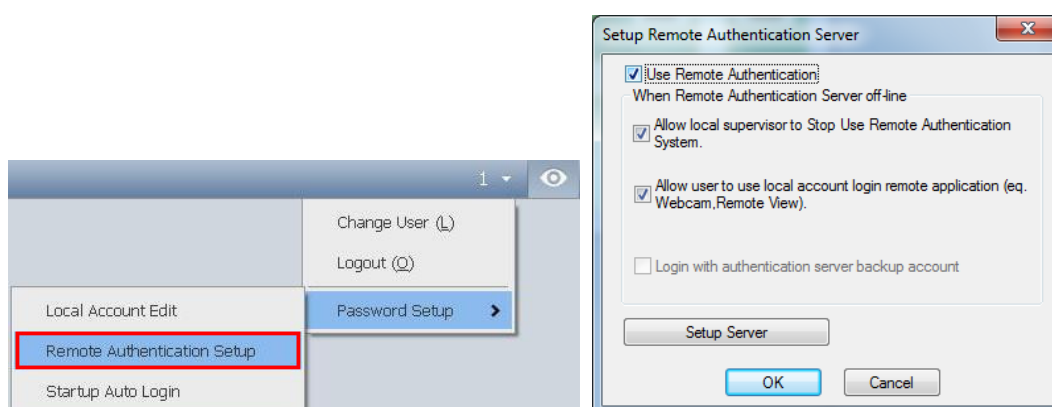 1
Change User (L)
Logout (O)
Password Setup
Local Account Edit
Remote Authentication Setup
Startup Auto Login
Setup Remote Authentication Server
x
Use Remote Authentication
When Remote Authentication Server off-line
Allow local supervisor to Stop Use Remote Authentication
System.
Allow user to use local account login remote application (eq.
Webcam,Remote View).
Login with authentication server backup account
Setup Server
OK
Cancel